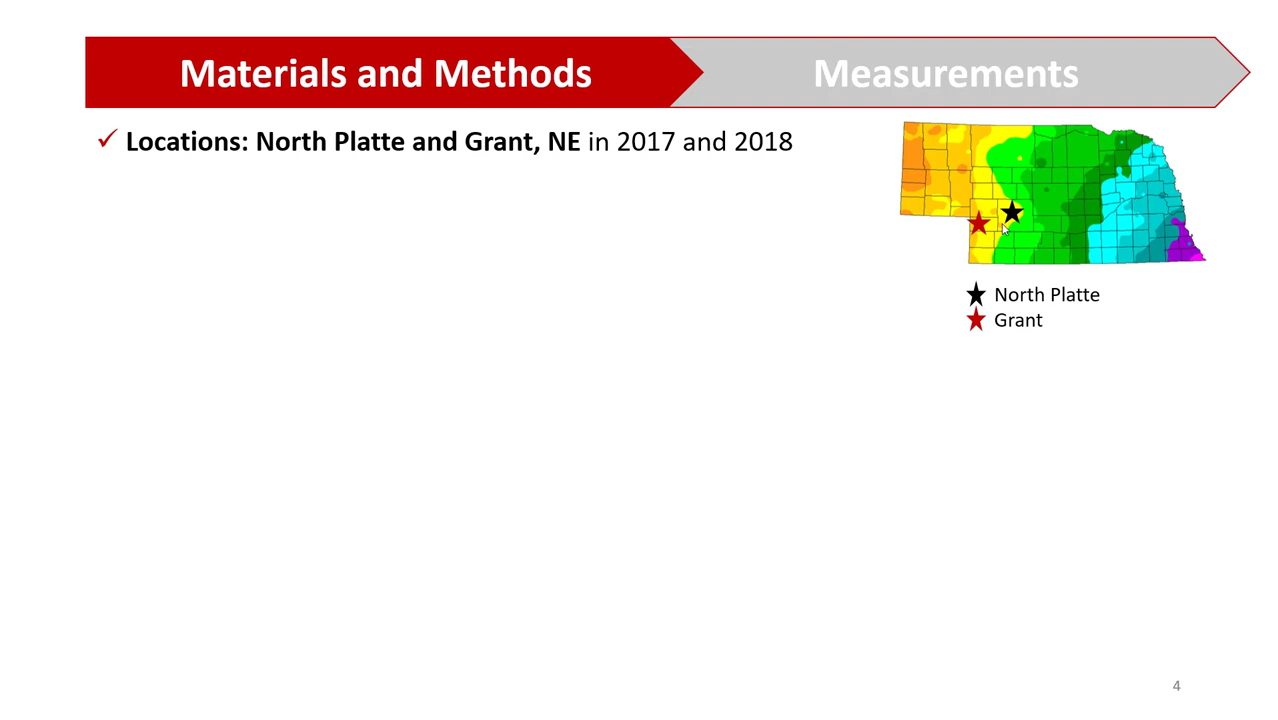 Materials and Methods
Measurements
✓ Locations: North Platte and Grant, NE in 2017 and 2018
North Platte
Grant
4